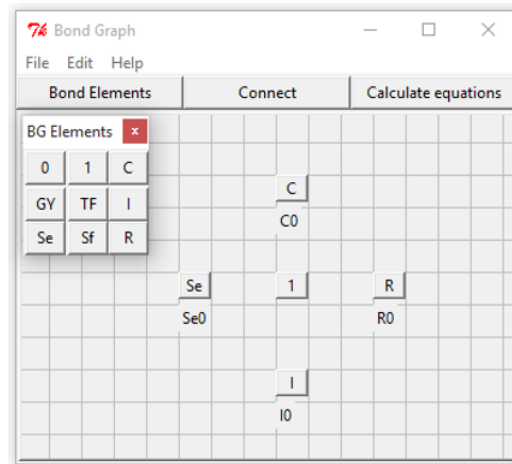 Bond Graph
File Edit Help
Bond Elements Connect Calculate equations
BG Elements x
0 1 C
GY TF I
Se Sf R
C
C0
Se 1 R
Se0 R0
I
I0